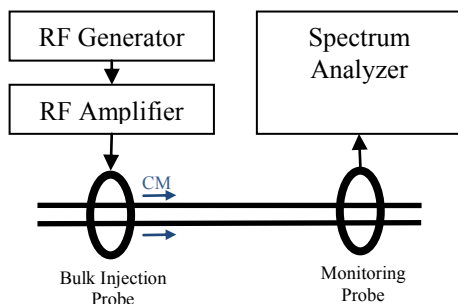 RF Generator
Spectrum
Analyzer
RF Amplifier
CM
Bulk Injection
Probe
Monitoring
Probe